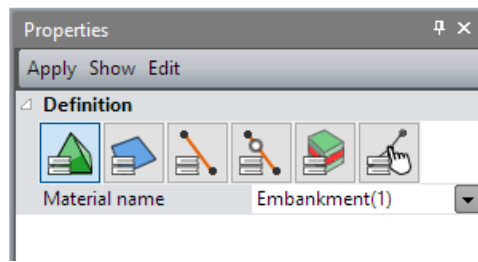 Properties
Apply Show Edit
Definition
Material name Embankment(1)